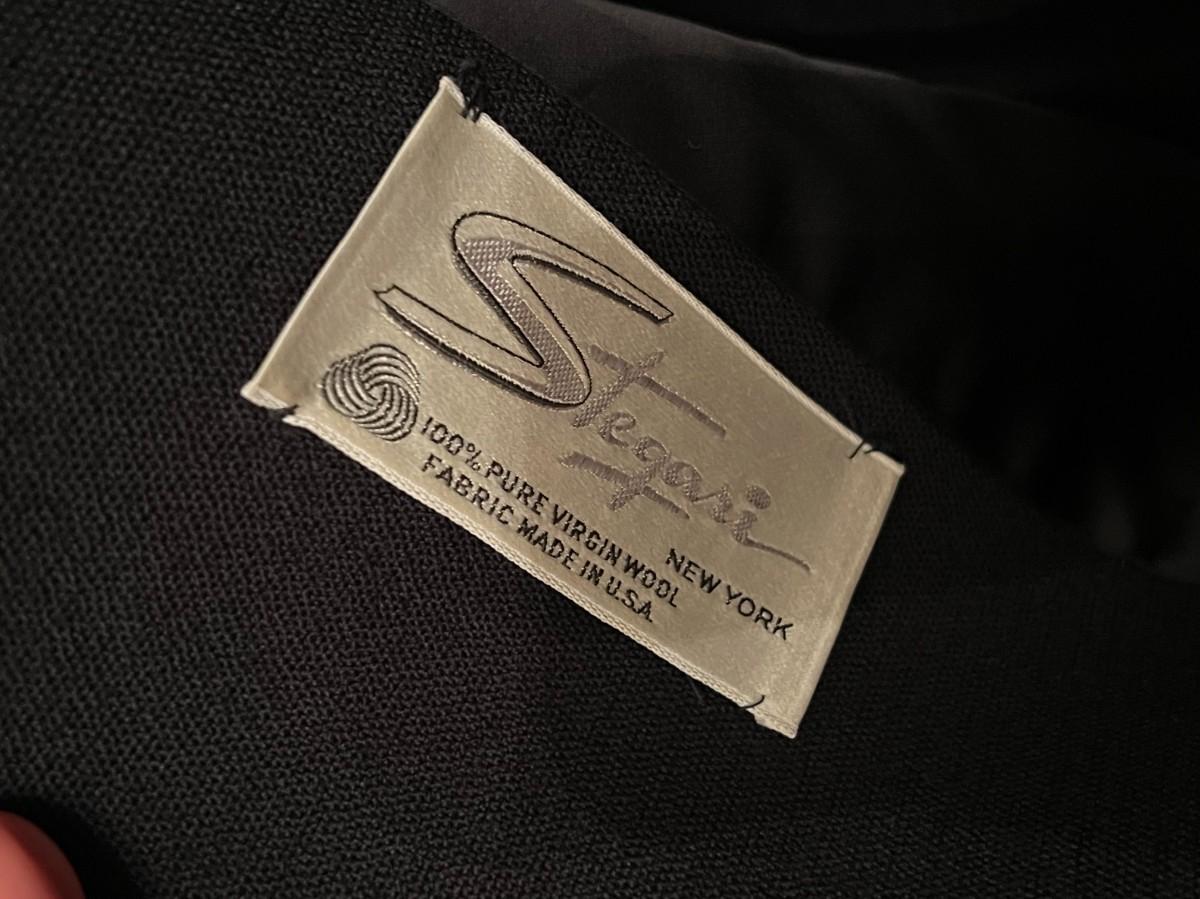 Stegari
NEW YORK
100% PURE VIRGIN WOOL
FABRIC MADE IN U.S.A.